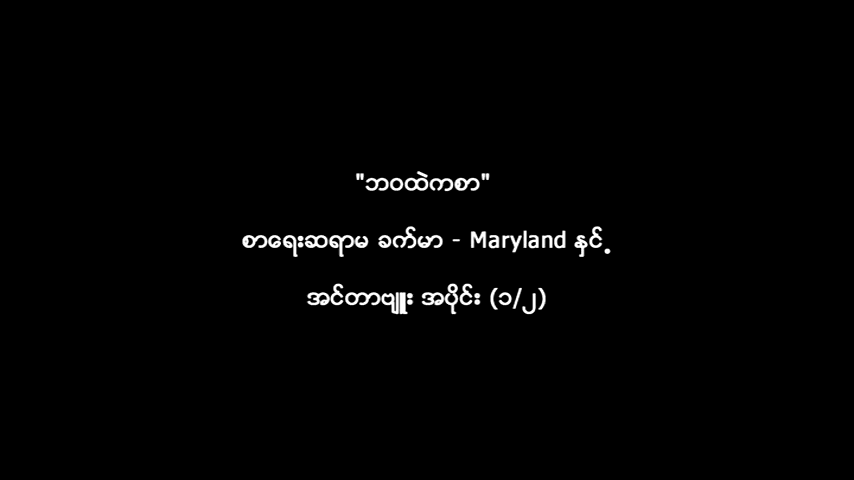 "ဘဝထဲကစာ"
စာရေးဆရာမ ခက်မာ - Maryland နှင့်
အင်တာဗျူး အပိုင်း (၁/၂)